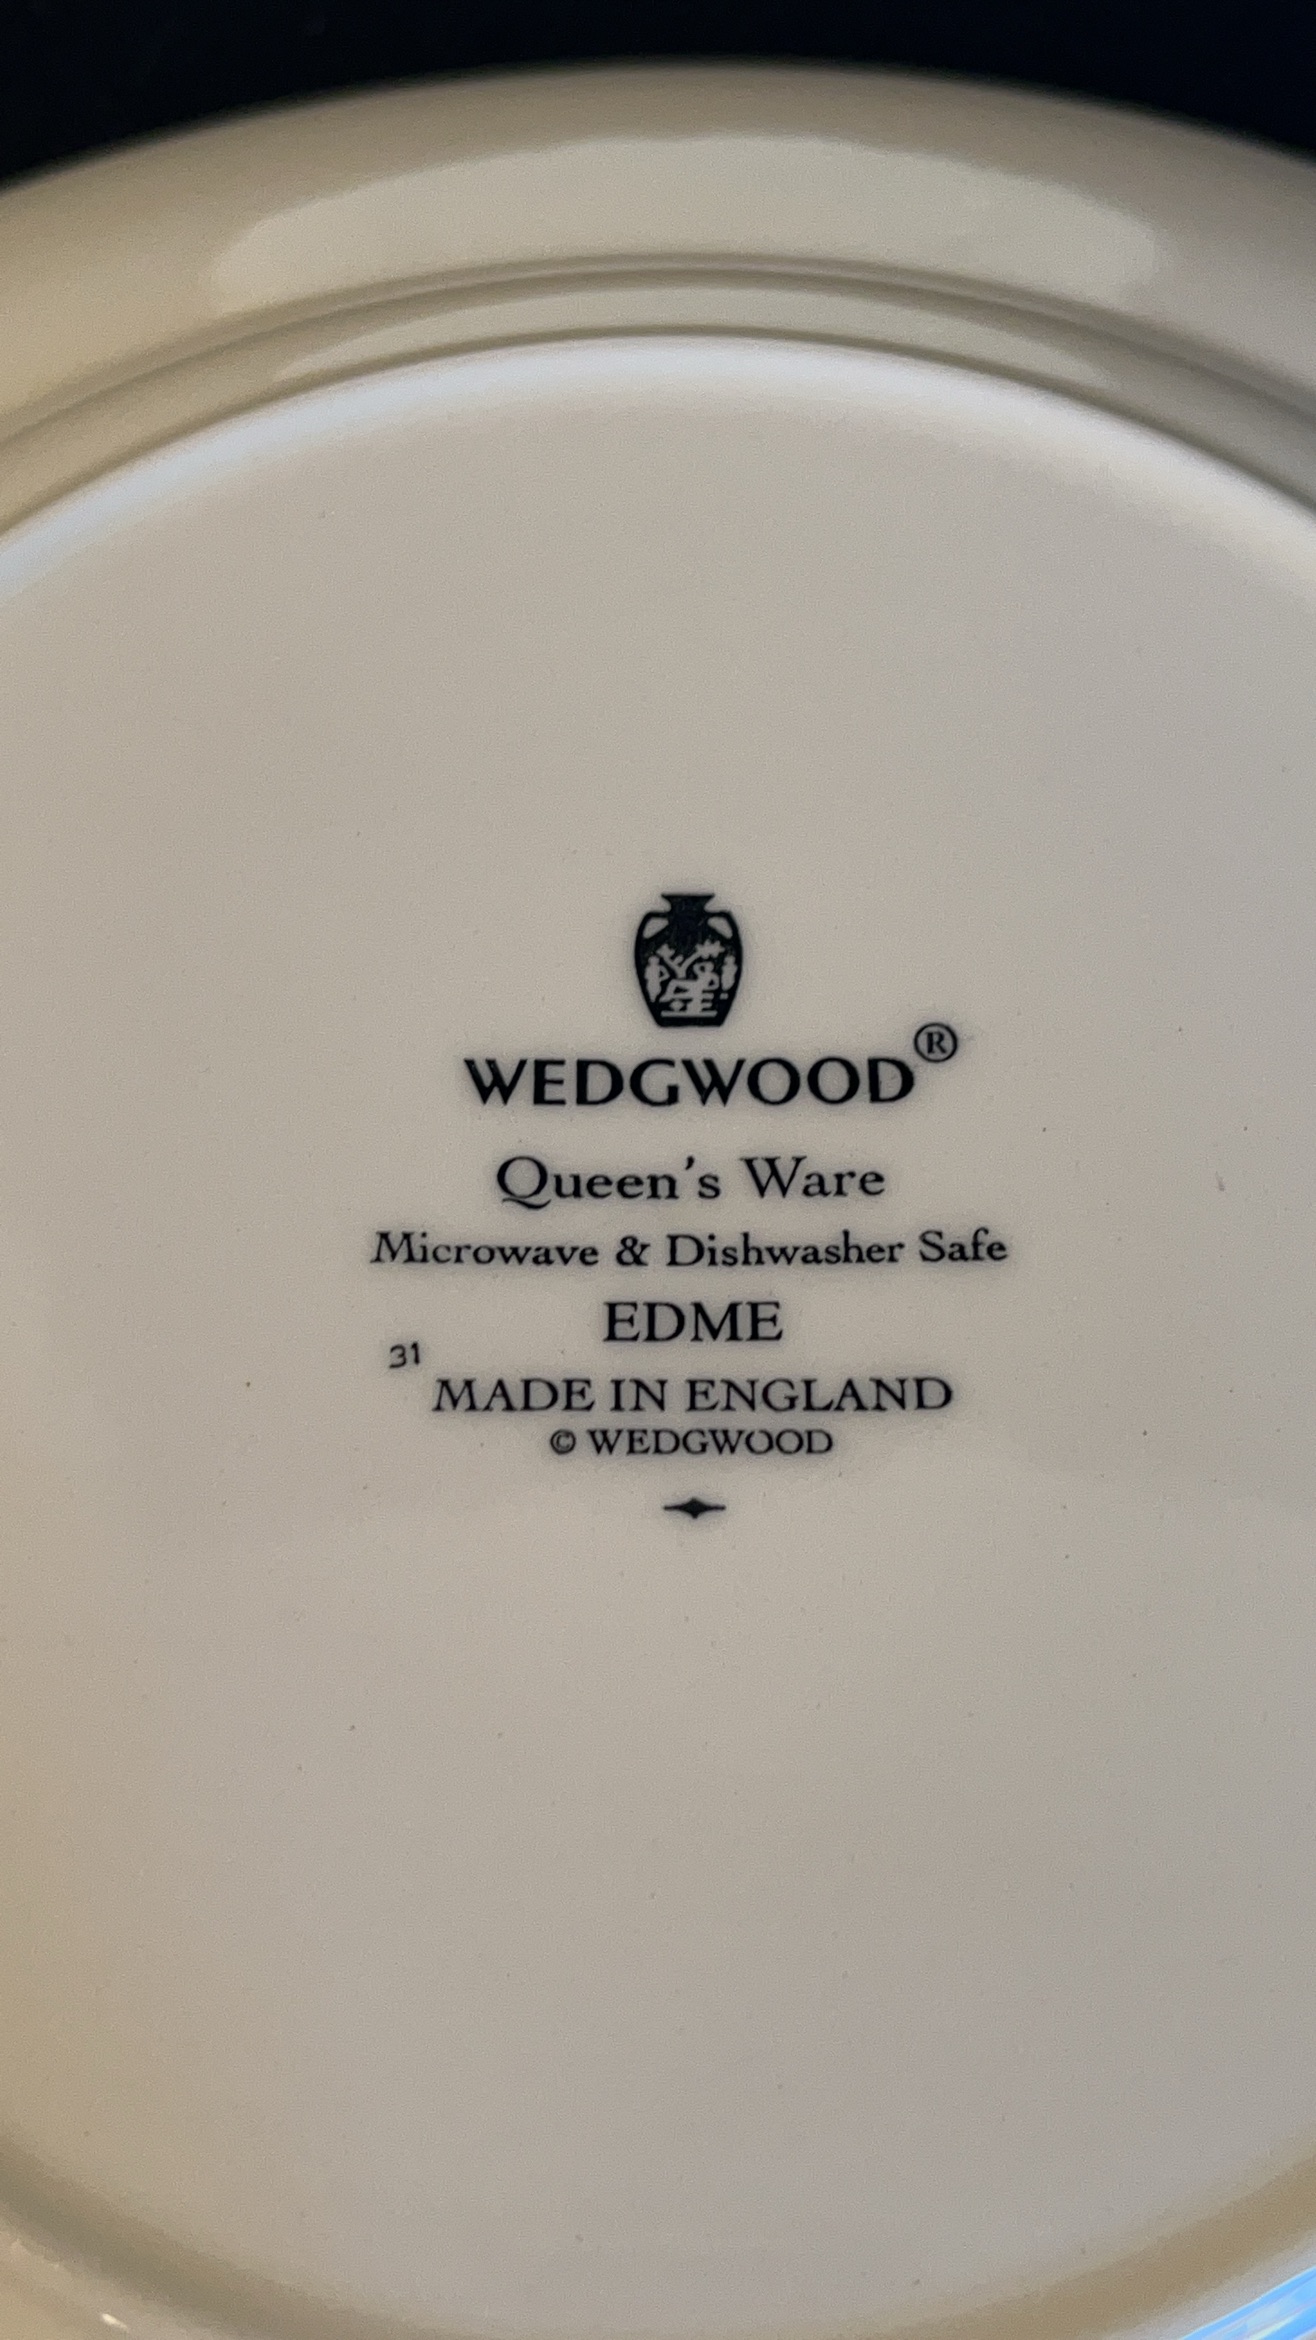 WEDGWOOD®
Queen's Ware
Microwave & Dishwasher Safe
EDME
31
MADE IN ENGLAND
© WEDGWOOD